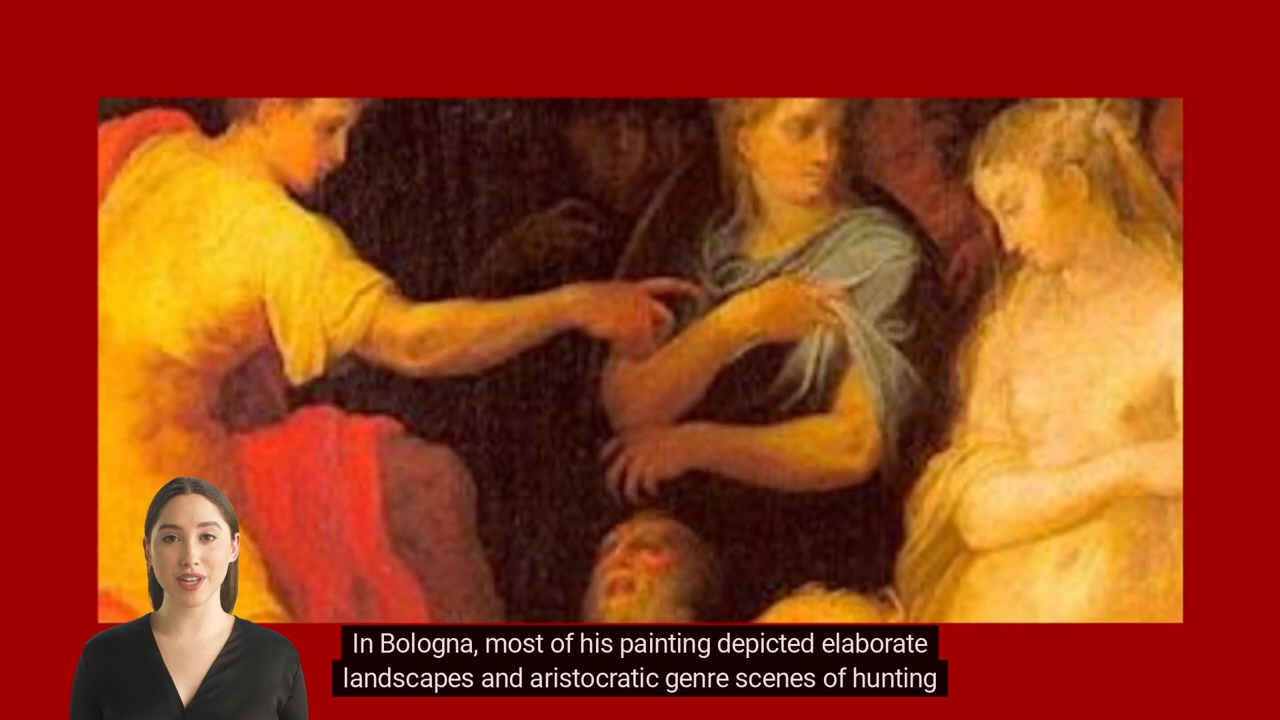 In Bologna, most of his painting depicted elaborate
landscapes and aristocratic genre scenes of hunting